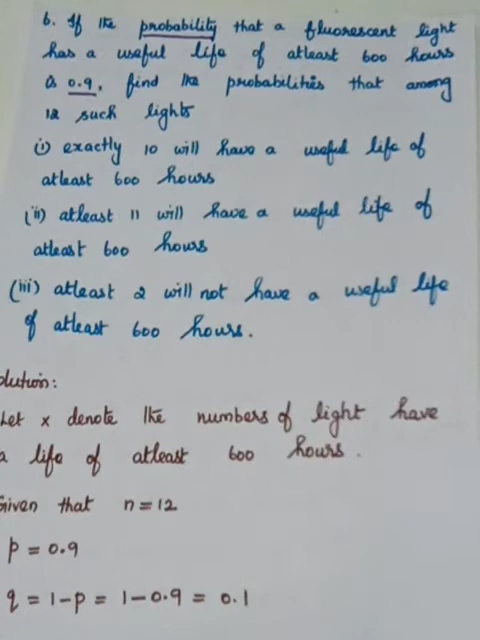 6. If the probability that a fluorescent light
has a useful life of atleast 600 hours
is 0.9, find the probabilities that among
12 such lights
(i) exactly 10 will have a useful life of
atleast 600 hours
(ii) atleast 11 will have a useful life of
atleast 600 hours
(iii) atleast 2 will not have a useful life
of atleast 600 hours.
olution:
Let x denote the numbers of light have
a life of atleast 600 hours.
Given that n = 12
p = 0.9
q = 1-p = 1-0.9 = 0.1